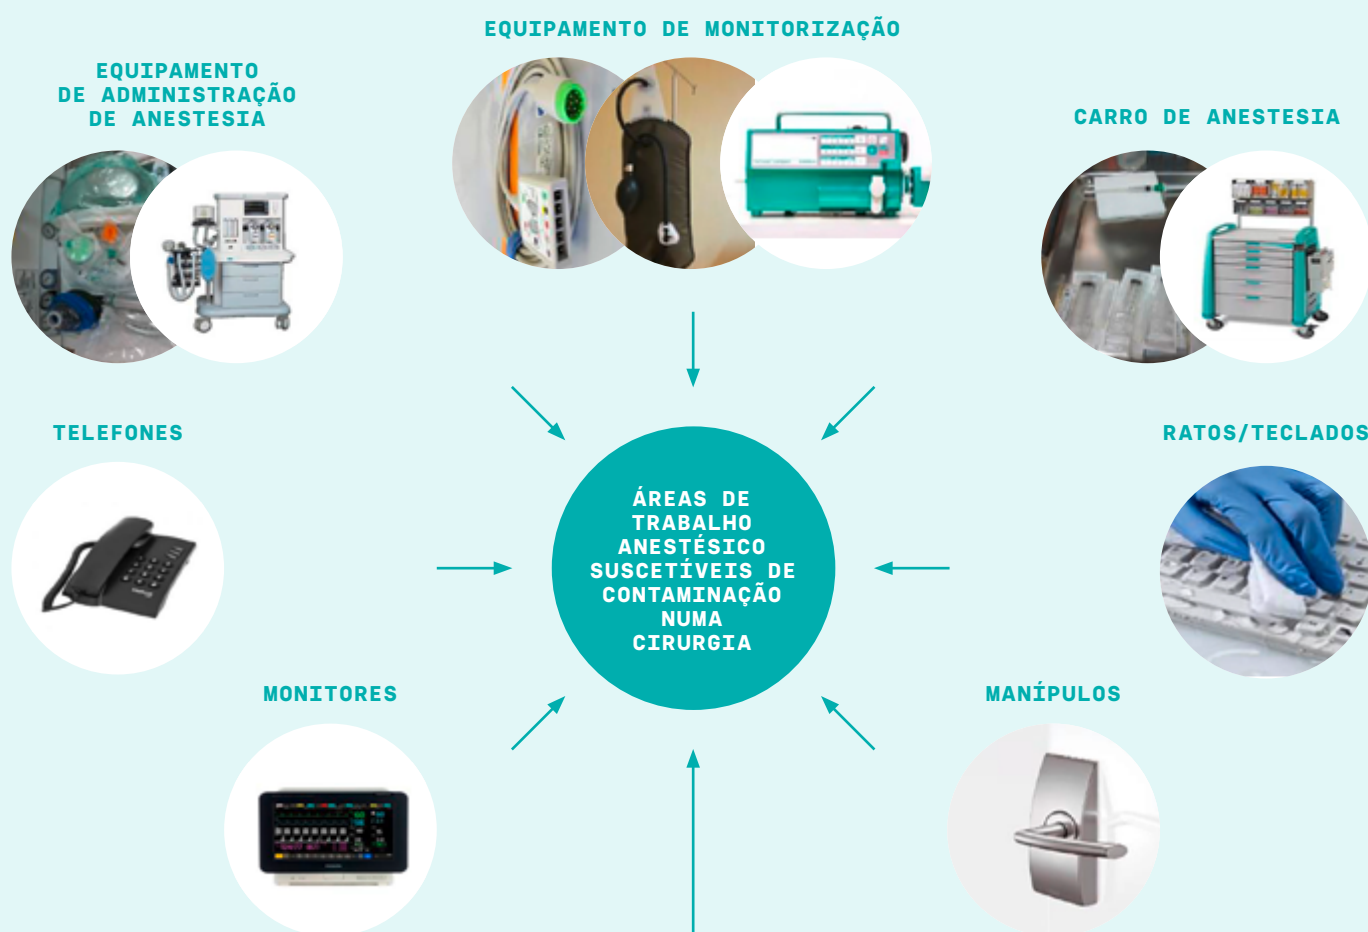 EQUIPAMENTO DE MONITORIZAÇÃO
EQUIPAMENTO
DE ADMINISTRAÇÃO
DE ANESTESIA
CARRO DE ANESTESIA
TELEFONES
RATOS/TECLADOS
ÁREAS DE
TRABALHO
ANESTÉSICO
SUSCETÍVEIS DE
CONTAMINAÇÃO
NUMA
CIRURGIA
MONITORES
MANÍPULOS